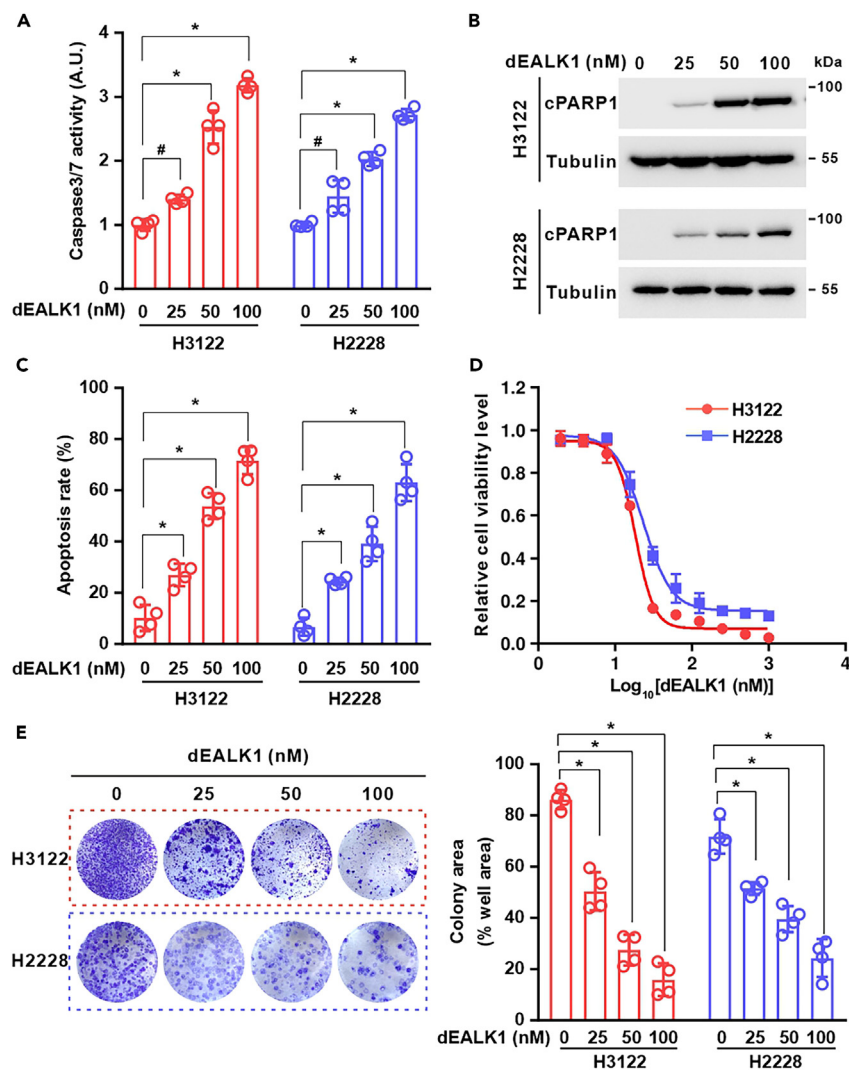 A
Caspase3/7 activity (A.U.)
4
3
2
1
0
*
*
#
*
*
#
dEALK1 (nM)
0 25 50 100 0 25 50 100
H3122 H2228
B
dEALK1 (nM) 0 25 50 100 kDa
H3122
cPARP1
-100
Tubulin
- 55
H2228
cPARP1
-100
Tubulin
- 55
C
Apoptosis rate (%)
100
80
60
40
20
0
*
*
*
*
*
*
dEALK1 (nM)
0 25 50 100 0 25 50 100
H3122 H2228
D
Relative cell viability level
1.2
1.0
0.8
0.6
0.4
0.2
0.0
H3122
H2228
0 1 2 3 4
Log10[dEALK1 (nM)]
E
dEALK1 (nM)
0 25 50 100
H3122
H2228
Colony area
(% well area)
100
80
60
40
20
0
*
*
*
*
*
*
dEALK1 (nM)
0 25 50 100 0 25 50 100
H3122 H2228